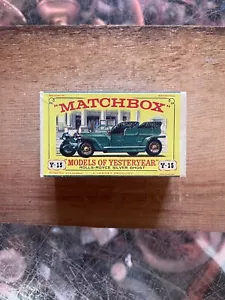 "MATCHBOX"
"MODELS OF YESTERYEAR"
Y-15 Y-15
ROLLS-ROYCE SILVER GHOST